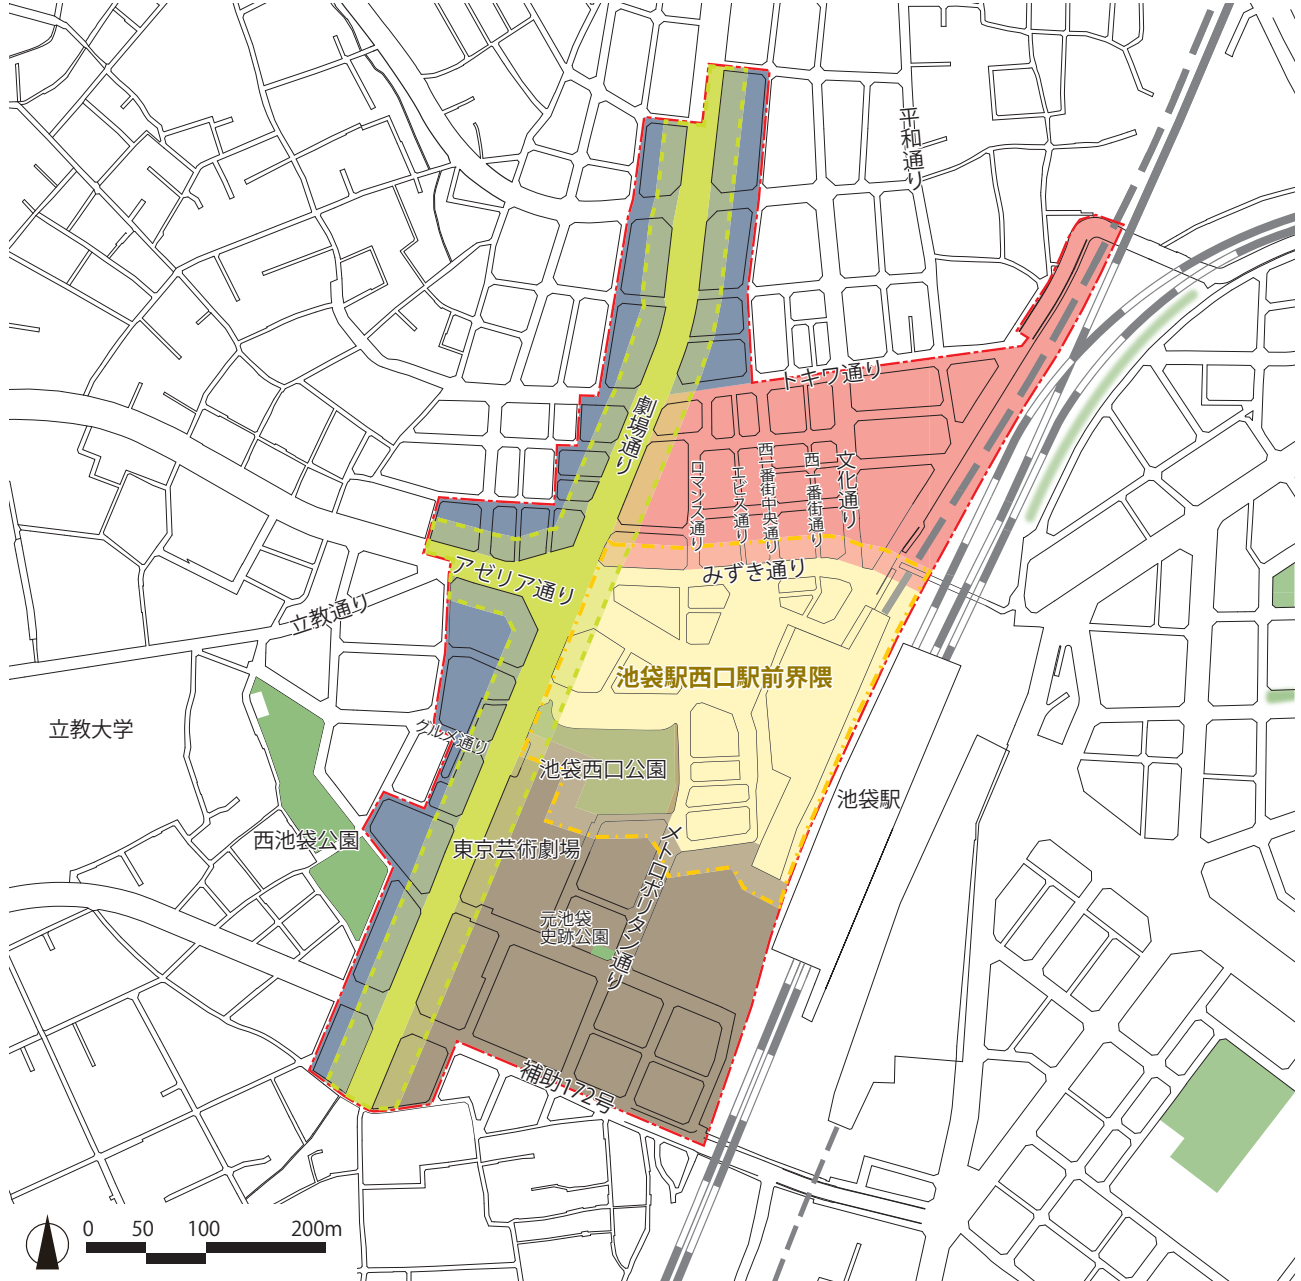 平和通り
トキワ通り
劇場通り
ロマンス通り
エビス通り
西一番街中央通り
西一番街通り
文化通り
みずき通り
アゼリア通り
立教通り
池袋駅西口駅前界隈
立教大学
グルメ通り
池袋西口公園
池袋駅
西池袋公園
東京芸術劇場
メトロポリタン通り
元池袋
史跡公園
補助172号
0 50 100 200m